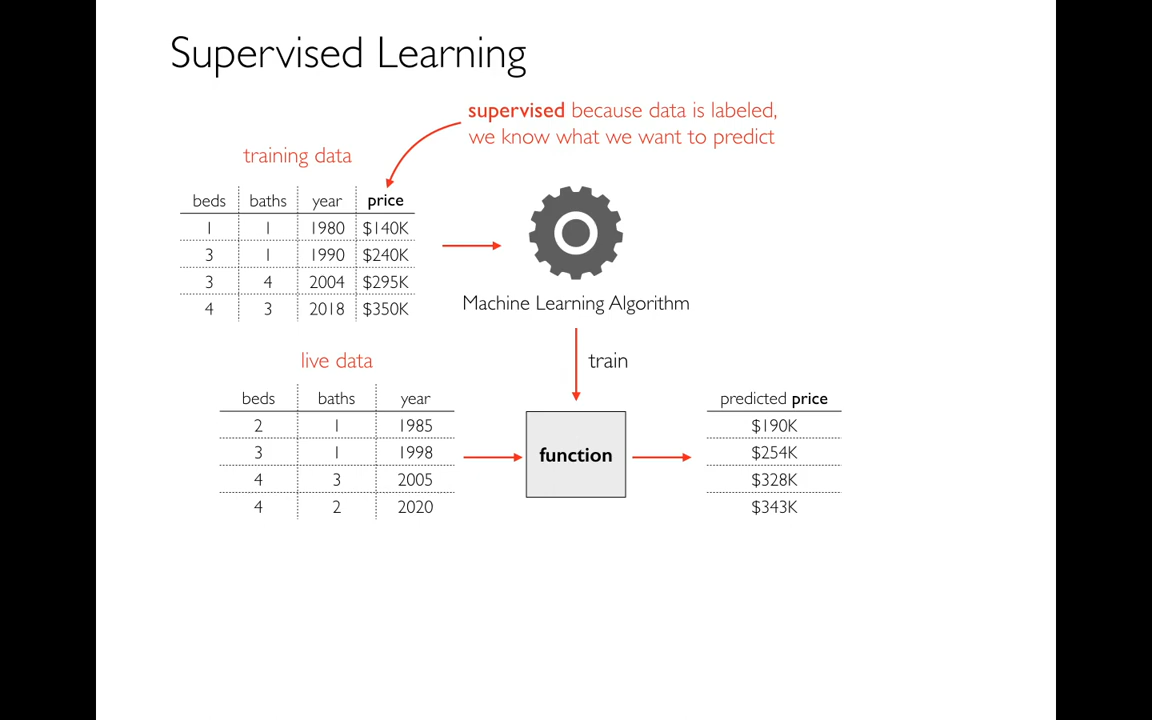 Supervised Learning
supervised because data is labeled,
we know what we want to predict
training data
beds baths year price
1 1 1980 $140K
3 1 1990 $240K
3 4 2004 $295K
4 3 2018 $350K
Machine Learning Algorithm
train
live data
beds baths year
2 1 1985
3 1 1998
4 3 2005
4 2 2020
function
predicted price
$190K
$254K
$328K
$343K